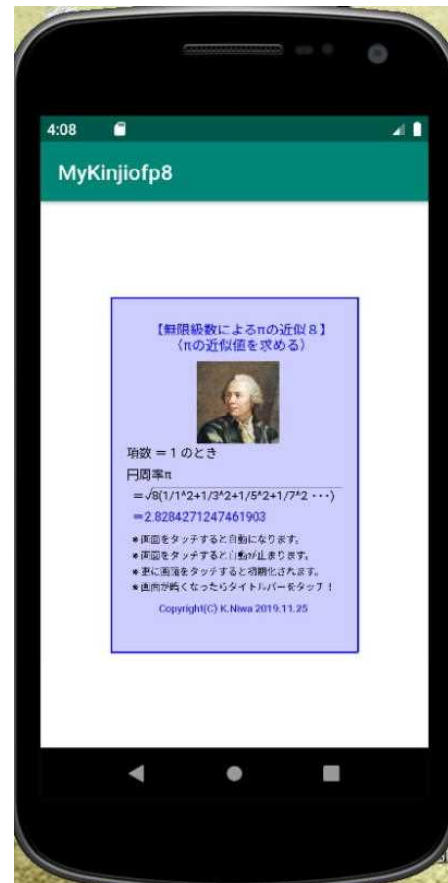 4:08
MyKinjiofp8
【無限級数によるπの近似８】
(πの近似値を求める)
項数 = 1 のとき
円周率π
=√8(1/1^2+1/3^2+1/5^2+1/7^2 ･･･)
=2.8284271247461903
*画面をタッチすると自動になります。
*画面をタッチすると自動が止まります。
*更に画面をタッチすると初期化されます。
*画面が暗くなったらタイトルバーをタッチ！
Copyright(C) K.Niwa 2019.11.25